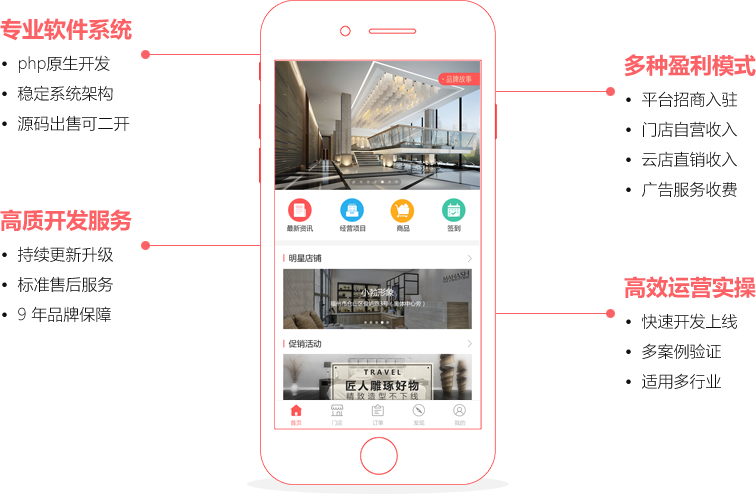 专业软件系统
php原生开发
稳定系统架构
源码出售可二开
高质开发服务
持续更新升级
标准售后服务
9 年品牌保障
品牌故事
最新资讯
经营项目
商品
签到
明星店铺
小懿形象
促销活动
TRAVEL
匠人雕琢好物
精致造型不下线
首页
门店
订单
发现
我的
多种盈利模式
平台招商入驻
门店自营收入
云店直销收入
广告服务收费
高效运营实操
快速开发上线
多案例验证
适用多行业